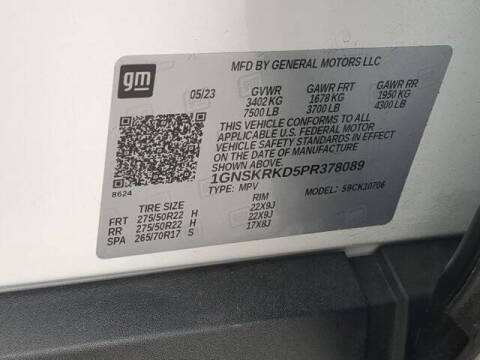 gm
MFD BY GENERAL MOTORS LLC
05/23 GVWR GAWR FRT GAWR RR
3402 KG 1678 KG 1950 KG
7500 LB 3700 LB 4300 LB
THIS VEHICLE CONFORMS TO ALL
APPLICABLE U.S. FEDERAL MOTOR
VEHICLE SAFETY STANDARDS IN EFFECT
ON THE DATE OF MANUFACTURE
SHOWN ABOVE.
1GNSKRKD5PR378089
8624
TYPE: MPV MODEL: 59CK10706
TIRE SIZE RIM
FRT 275/50R22 H 22X9J
RR 275/50R22 H 22X9J
SPA 265/70R17 S 17X8J